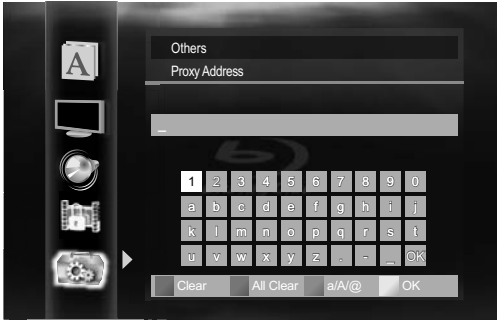 A
Others
Proxy Address
_
1 2 3 4 5 6 7 8 9 0
a b c d e f g h i j
k l m n o p q r s t
u v w x y z . - _ OK
Clear All Clear a/A/@ OK